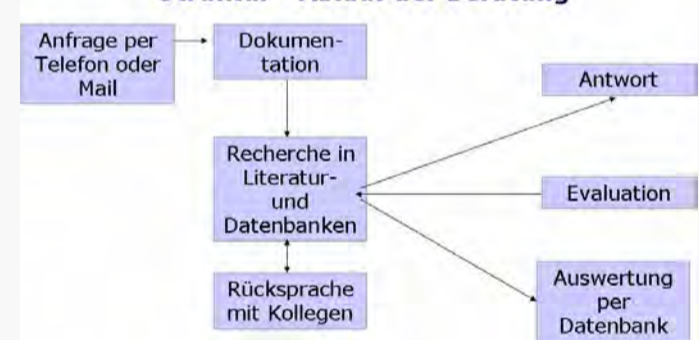 Anfrage per
Telefon oder
Mail
Dokumen-
tation
Antwort
Recherche in
Literatur-
und
Datenbanken
Evaluation
Rücksprache
mit Kollegen
Auswertung
per
Datenbank